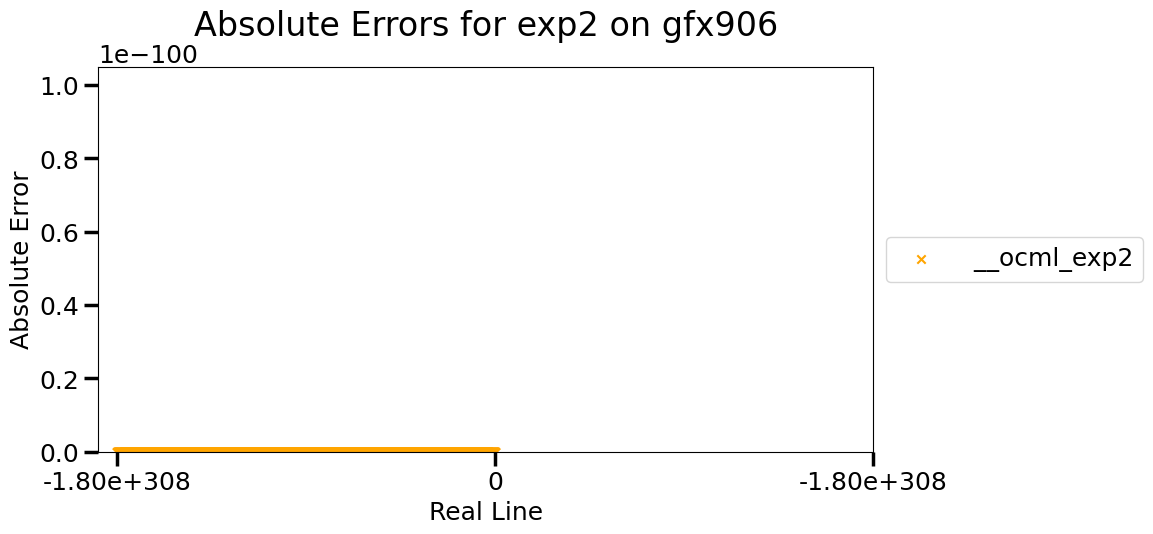 Absolute Errors for exp2 on gfx906
1e−100
1.0
0.8
0.6
0.4
0.2
0.0
Absolute Error
-1.80e+308
0
-1.80e+308
Real Line
__ocml_exp2